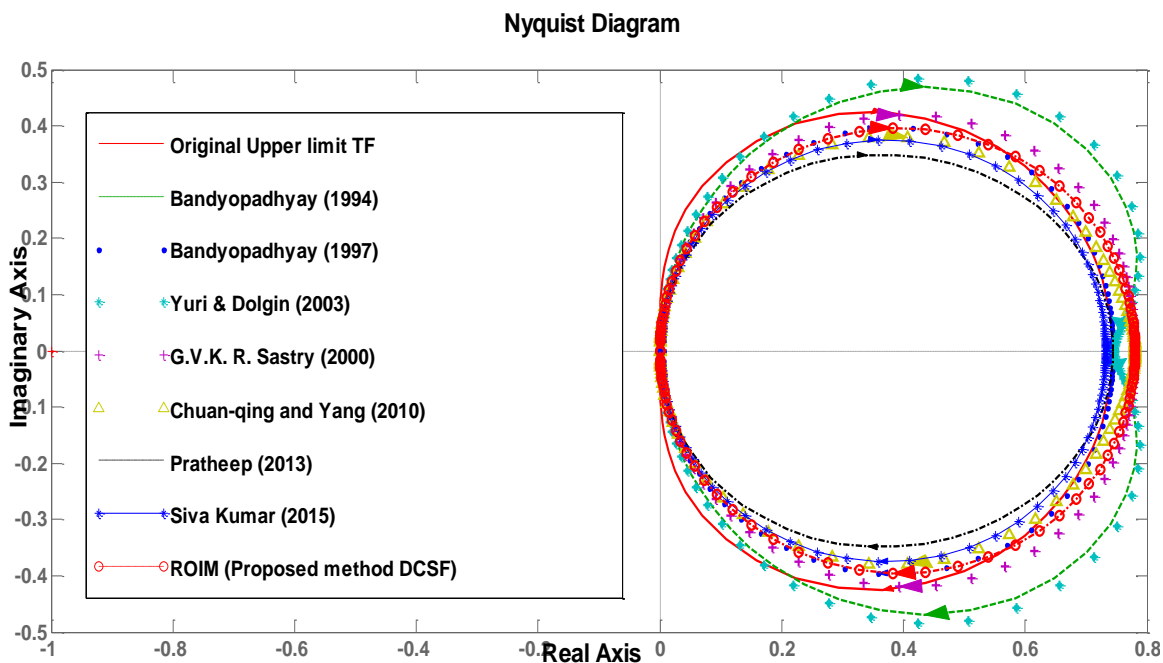 Nyquist Diagram
Imaginary Axis
0.5
0.4
0.3
0.2
0.1
0
-0.1
-0.2
-0.3
-0.4
-0.5
Original Upper limit TF
Bandyopadhyay (1994)
Bandyopadhyay (1997)
Yuri & Dolgin (2003)
G.V.K. R. Sastry (2000)
Chuan-qing and Yang (2010)
Pratheep (2013)
Siva Kumar (2015)
ROIM (Proposed method DCSF)
-1
-0.8
-0.6
-0.4
-0.2
0
0.2
0.4
0.6
0.8
Real Axis